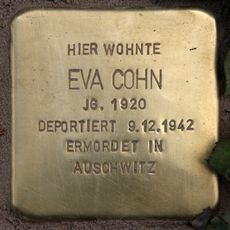 HIER WOHNTE
EVA COHN
JG. 1920
DEPORTIERT 9.12.1942
ERMORDET IN
AUSCHWITZ